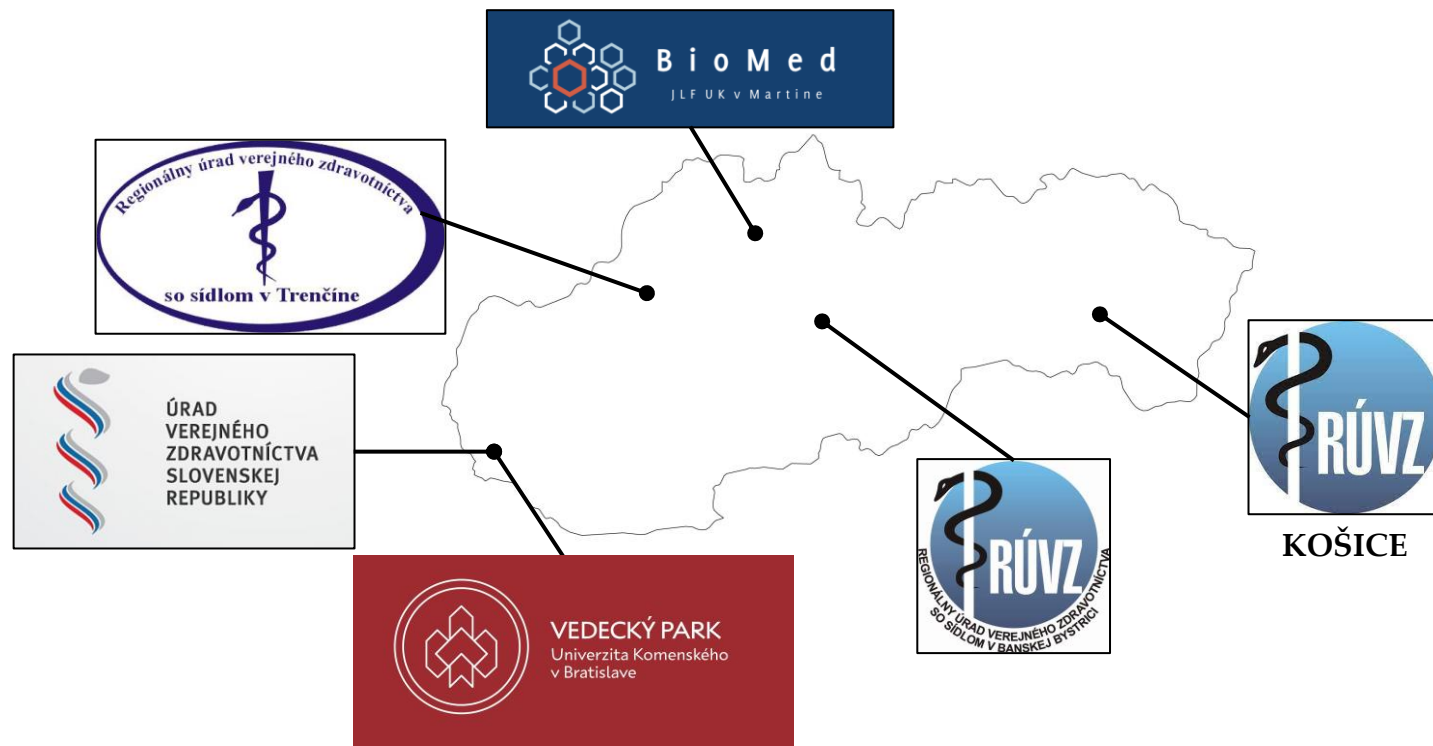 BioMed
JLF UK v Martine
Regionálny úrad verejného zdravotníctva
so sídlom v Trenčíne
ÚRAD
VEREJNÉHO
ZDRAVOTNÍCTVA
SLOVENSKEJ
REPUBLIKY
RÚVZ
KOŠICE
RÚVZ
REGIONÁLNY ÚRAD VEREJNÉHO ZDRAVOTNÍCTVA
SO SÍDLOM V BANSKEJ BYSTRICI
VEDECKÝ PARK
Univerzita Komenského
v Bratislave